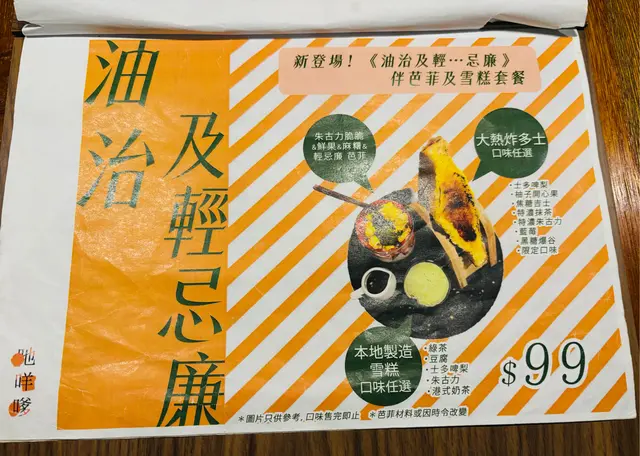 油治
及輕忌廉
新登場！《油治及輕…忌廉》
伴芭菲及雪糕套餐
朱古力脆脆
&鮮果&麻糬&
輕忌廉 芭菲
大熱炸多士
口味任選
・士多啤梨
・柚子開心果
・焦糖吉士
・特濃抹茶
・特濃朱古力
・藍莓
・黑糖爆谷
・限定口味
本地製造
雪糕
口味任選
・綠茶
・豆腐
・士多啤梨
・朱古力
・港式奶茶
$99
＊圖片只供參考，口味售完即止 ＊芭菲材料或因時令改變